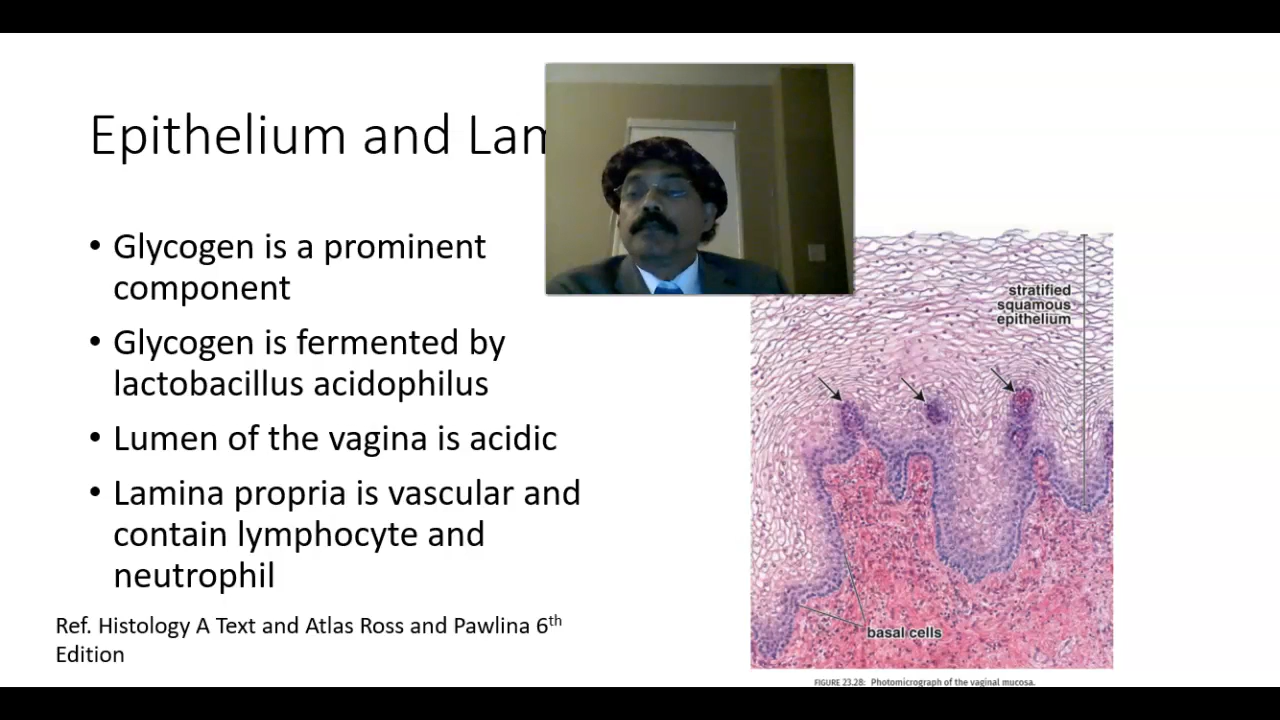 Epithelium and Lam
• Glycogen is a prominent
component
• Glycogen is fermented by
lactobacillus acidophilus
• Lumen of the vagina is acidic
• Lamina propria is vascular and
contain lymphocyte and
neutrophil
Ref. Histology A Text and Atlas Ross and Pawlina 6th
Edition
stratified
squamous
epithelium
basal cells
FIGURE 23.28: Photomicrograph of the vaginal mucosa.